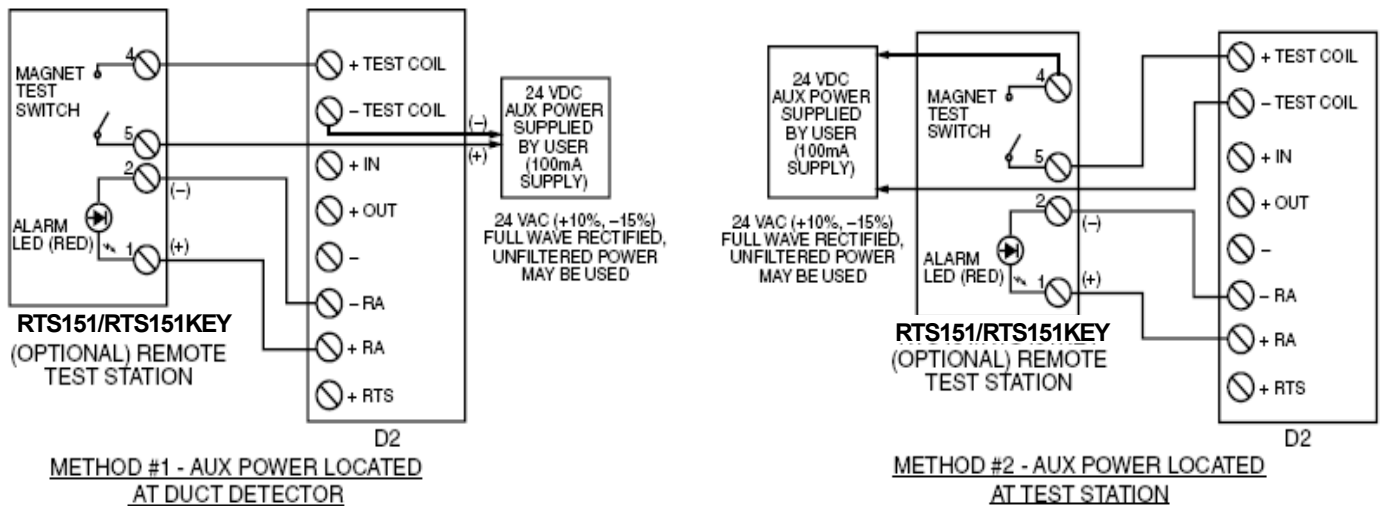 4
MAGNET
TEST
SWITCH
5
2
(–)
ALARM
LED (RED)
1
(+)
RTS151/RTS151KEY
(OPTIONAL) REMOTE
TEST STATION
+ TEST COIL
– TEST COIL
+ IN
+ OUT
–
– RA
+ RA
+ RTS
D2
(–)
(+)
24 VDC
AUX POWER
SUPPLIED
BY USER
(100mA
SUPPLY)
24 VAC (+10%, –15%)
FULL WAVE RECTIFIED,
UNFILTERED POWER
MAY BE USED
METHOD #1 - AUX POWER LOCATED
AT DUCT DETECTOR
24 VDC
AUX POWER
SUPPLIED
BY USER
(100mA
SUPPLY)
24 VAC (+10%, –15%)
FULL WAVE RECTIFIED,
UNFILTERED POWER
MAY BE USED
4
MAGNET
TEST
SWITCH
5
2
(–)
ALARM
LED (RED)
1
(+)
RTS151/RTS151KEY
(OPTIONAL) REMOTE
TEST STATION
+ TEST COIL
– TEST COIL
+ IN
+ OUT
–
– RA
+ RA
+ RTS
D2
METHOD #2 - AUX POWER LOCATED
AT TEST STATION